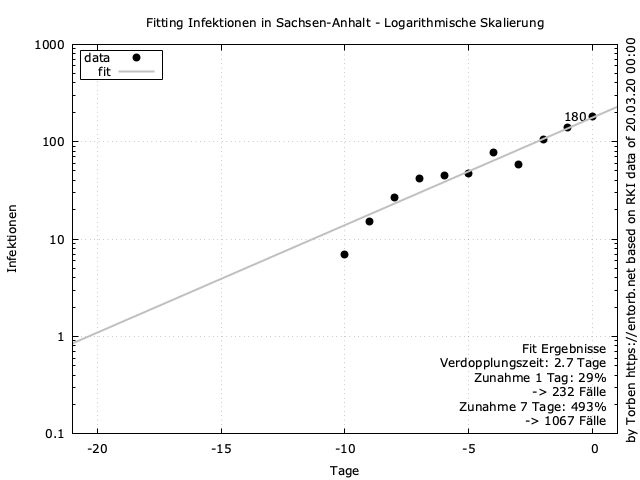 Fitting Infektionen in Sachsen-Anhalt - Logarithmische Skalierung
1000
100
10
1
0.1
data
fit
180
Infektionen
Fit Ergebnisse
Verdopplungszeit: 2.7 Tage
Zunahme 1 Tag: 29%
-> 232 Fälle
Zunahme 7 Tage: 493%
-> 1067 Fälle
-20 -15 -10 -5 0
Tage
by Torben https://entorb.net based on RKI data of 20.03.20 00:00